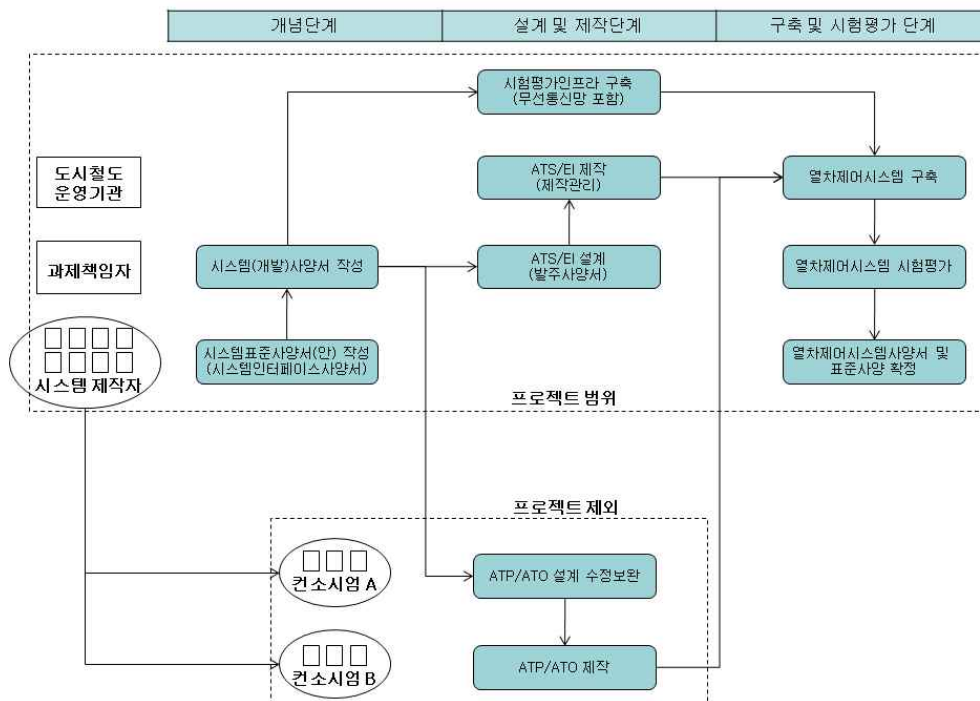 개념단계
설계 및 제작단계
구축 및 시험평가 단계
시험평가인프라 구축
(무선통신망 포함)
도시철도
운영기관
ATS/EI 제작
(제작관리)
열차제어시스템 구축
과제책임자
시스템(개발)사양서 작성
ATS/EI 설계
(발주사양서)
열차제어시스템 시험평가
시스템 제작자
시스템표준사양서(안) 작성
(시스템인터페이스사양서)
열차제어시스템사양서 및
표준사양 확정
프로젝트 범위
프로젝트 제외
컨소시엄 A
ATP/ATO 설계 수정보완
컨소시엄 B
ATP/ATO 제작